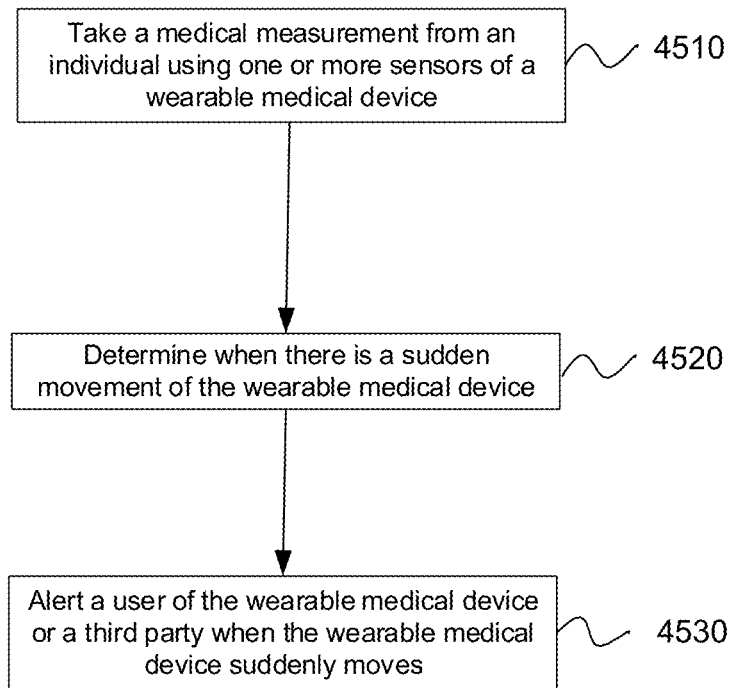 Take a medical measurement from an
individual using one or more sensors of a
wearable medical device
4510
Determine when there is a sudden
movement of the wearable medical device
4520
Alert a user of the wearable medical device
or a third party when the wearable medical
device suddenly moves
4530